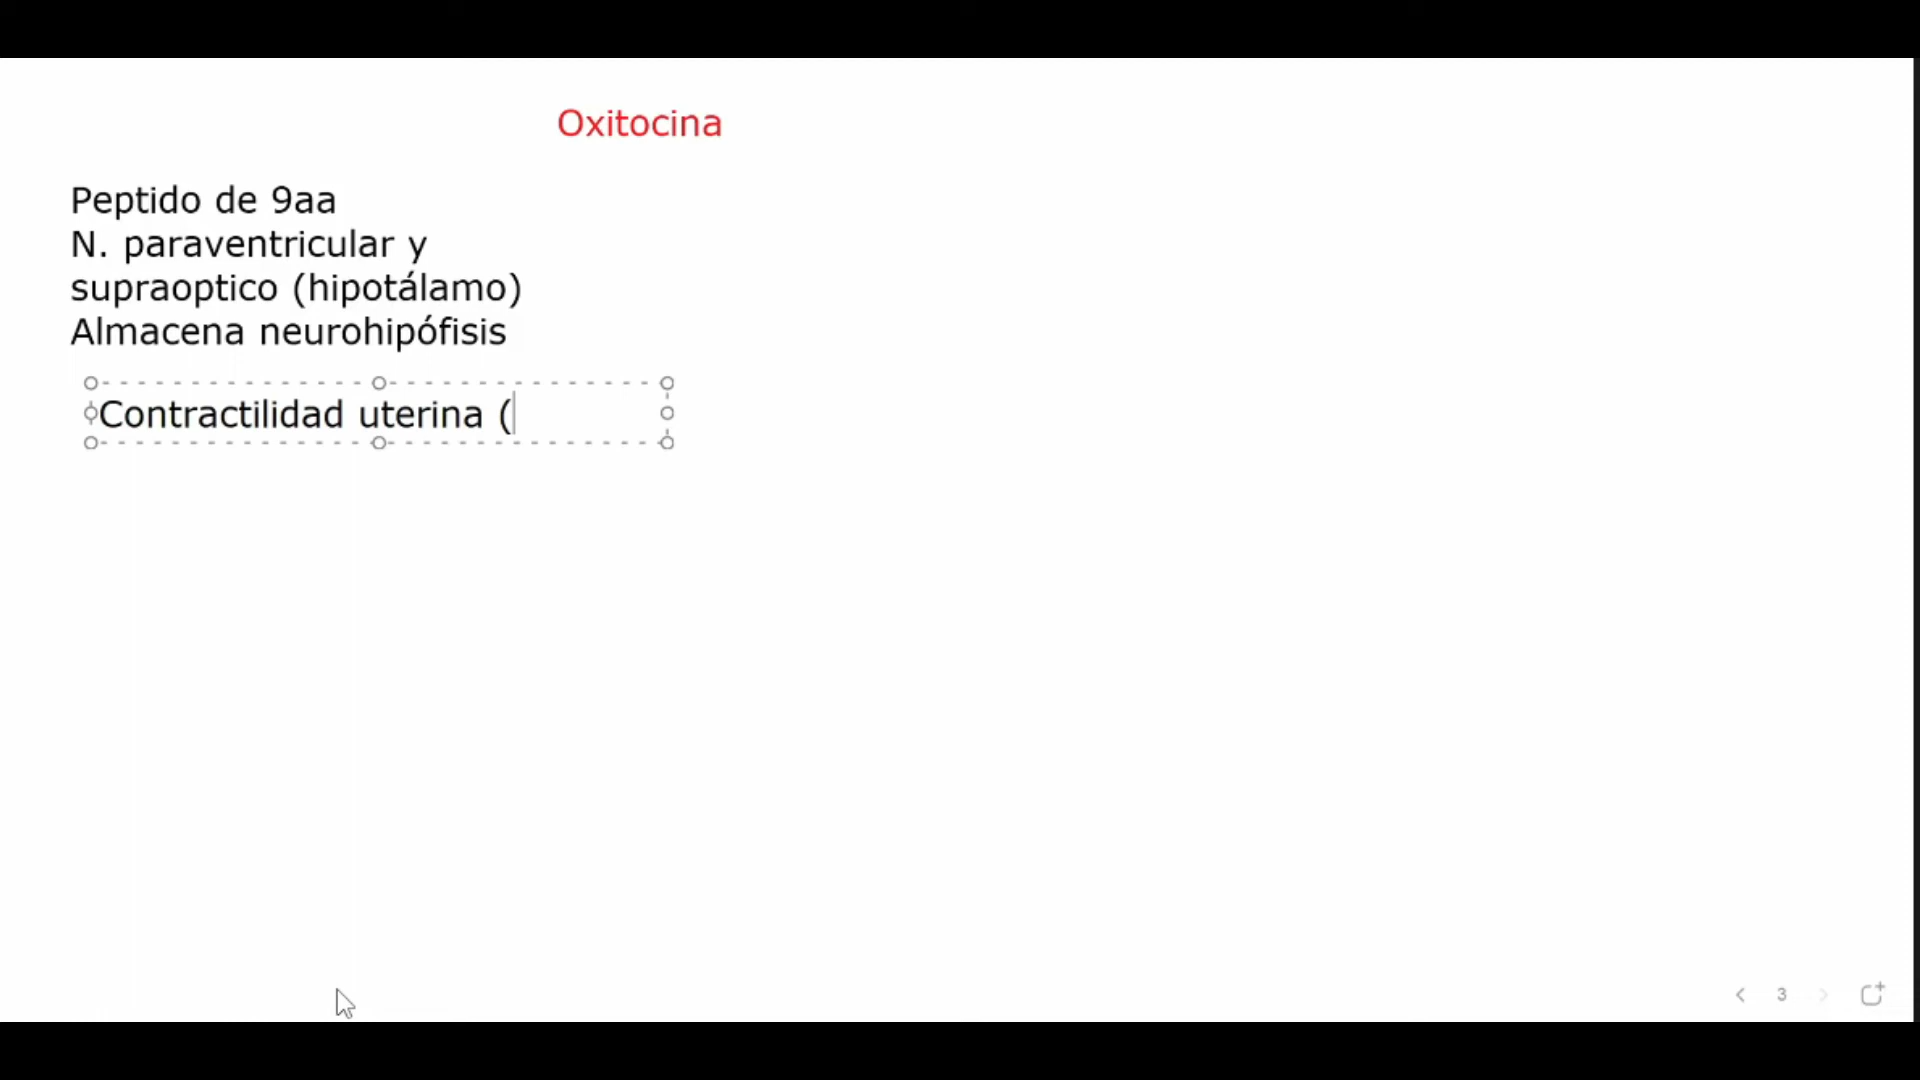 Oxitocina
Peptido de 9aa
N. paraventricular y
supraoptico (hipotálamo)
Almacena neurohipófisis
Contractilidad uterina (
3